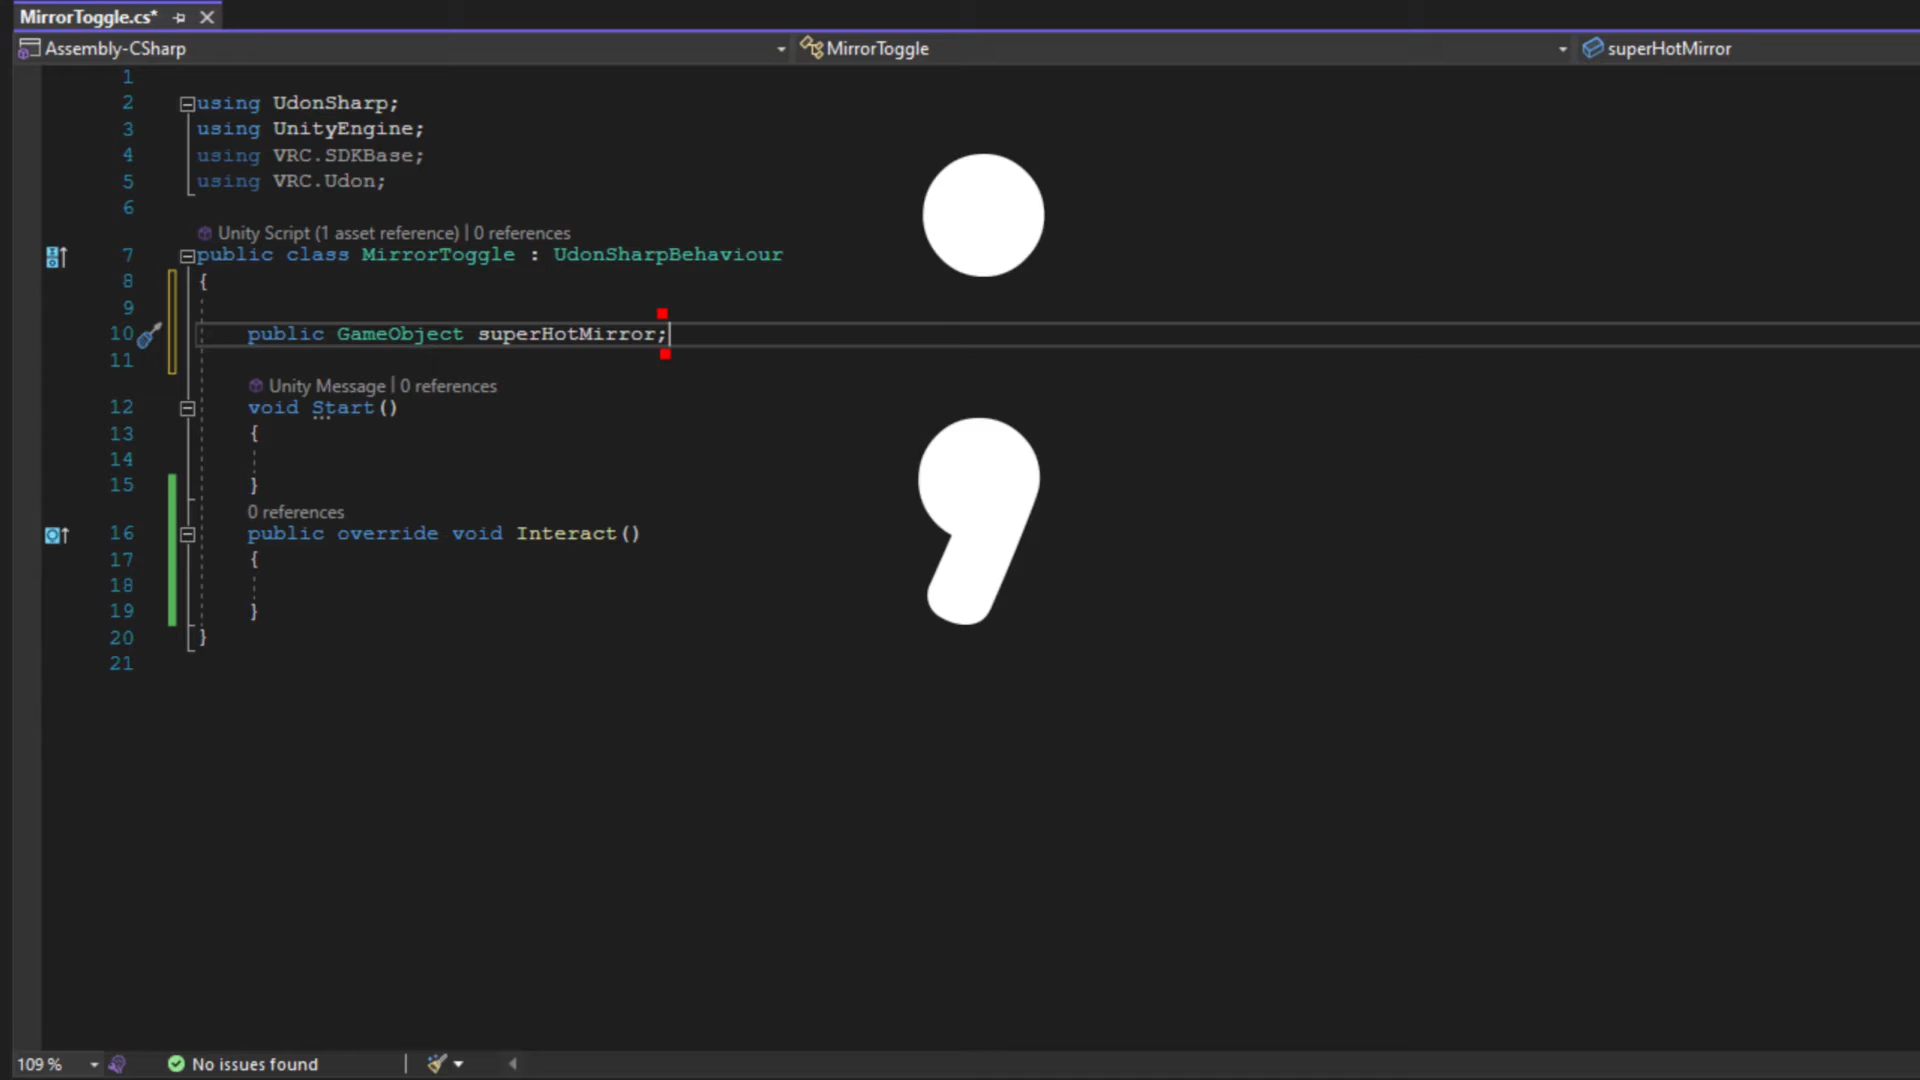 MirrorToggle.cs*
Assembly-CSharp
MirrorToggle
superHotMirror
1
2 using UdonSharp;
3 using UnityEngine;
4 using VRC.SDKBase;
5 using VRC.Udon;
6
Unity Script (1 asset reference) | 0 references
7 public class MirrorToggle : UdonSharpBehaviour
8 {
9
10 public GameObject superHotMirror;
11
Unity Message | 0 references
12 void Start()
13 {
14
15 }
0 references
16 public override void Interact()
17 {
18
19 }
20 }
21
;
109 %
No issues found